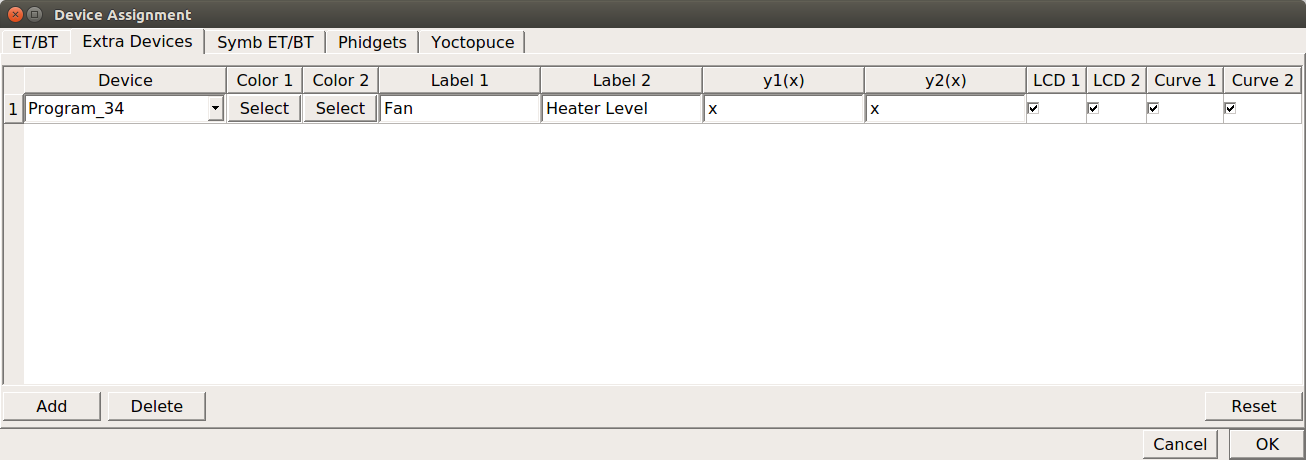 Device Assignment
ET/BT Extra Devices Symb ET/BT Phidgets Yoctopuce
Device Color 1 Color 2 Label 1 Label 2 y1(x) y2(x) LCD 1 LCD 2 Curve 1 Curve 2
1 Program_34 Select Select Fan Heater Level x x
Add Delete Reset
Cancel OK